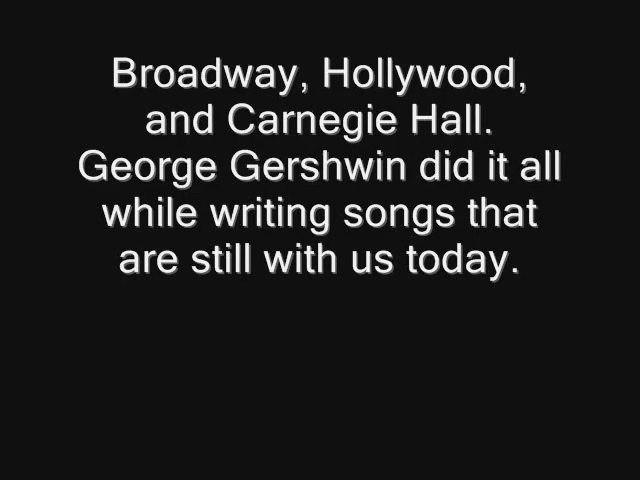 Broadway, Hollywood,
and Carnegie Hall.
George Gershwin did it all
while writing songs that
are still with us today.